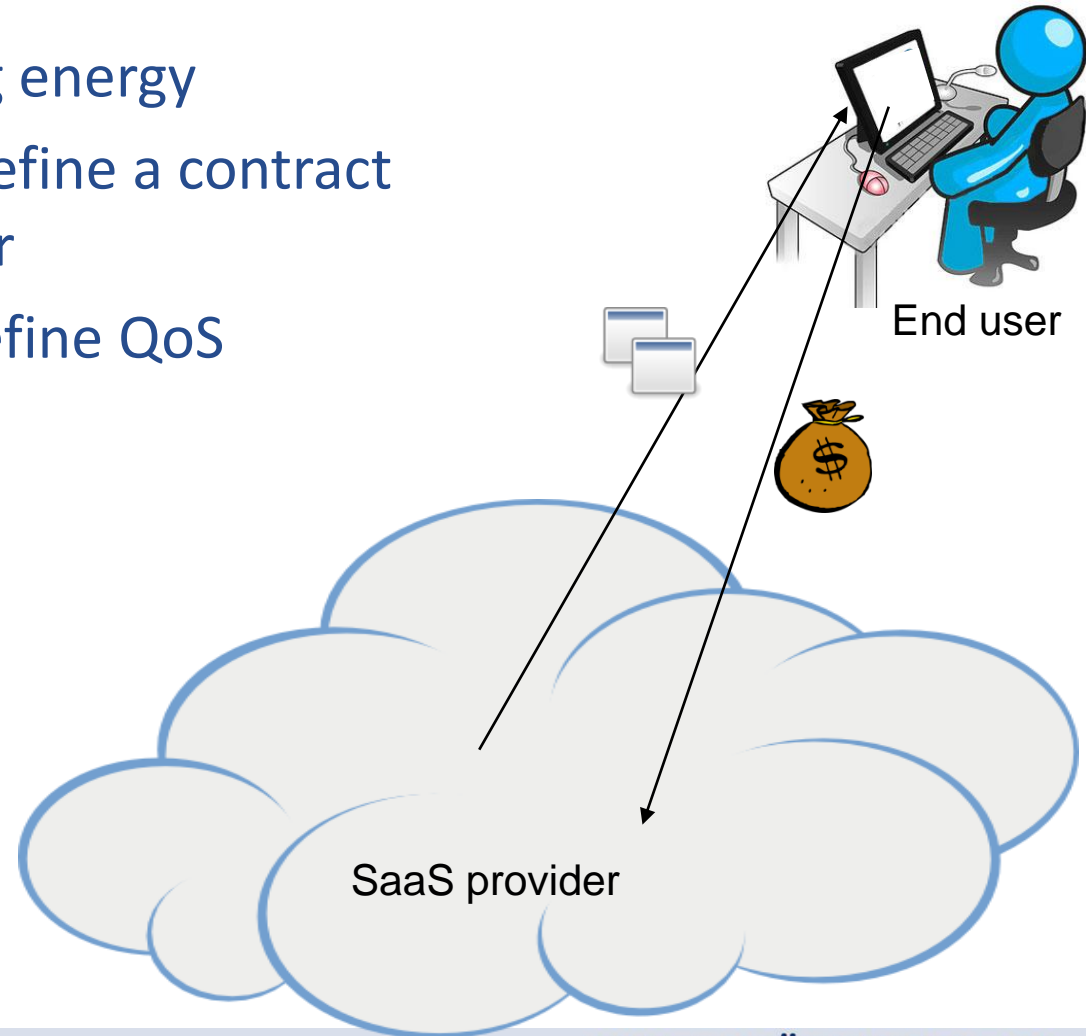 energy
efine a contract
r
efine QoS
End user
$
SaaS provider